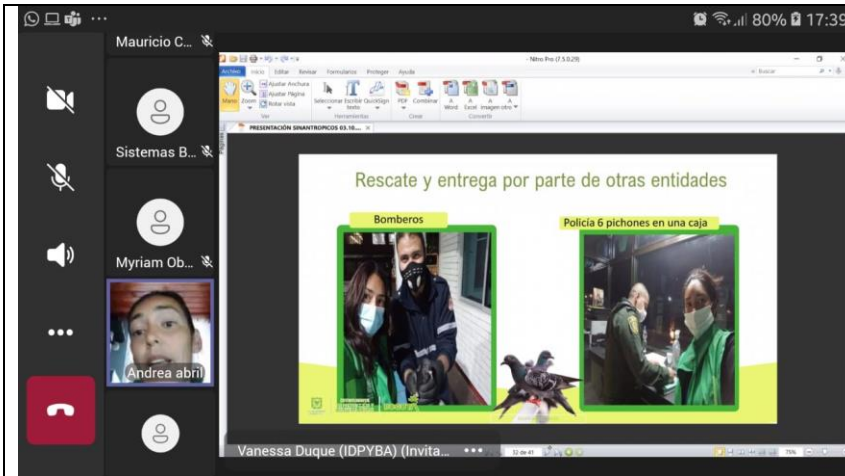 80% 17:39
Mauricio C...
Sistemas B...
Myriam Ob...
Andrea abril
Vanessa Duque (IDPYBA) (Invita...
- Nitro Pro (7.5.0.29)
Archivo Inicio Editar Revisar Formularios Proteger Ayuda
Buscar
Mano Zoom Ajustar Anchura
Ajustar Página
Rotar vista
Seleccionar Escribir texto QuickSign
PDF Combinar
A Word A Excel A Imagen A otro
Ver Herramientas Crear Convertir
PRESENTACIÓN SINANTROPICOS 03.10....
Rescate y entrega por parte de otras entidades
Bomberos
Policía 6 pichones en una caja
32 de 41
75%